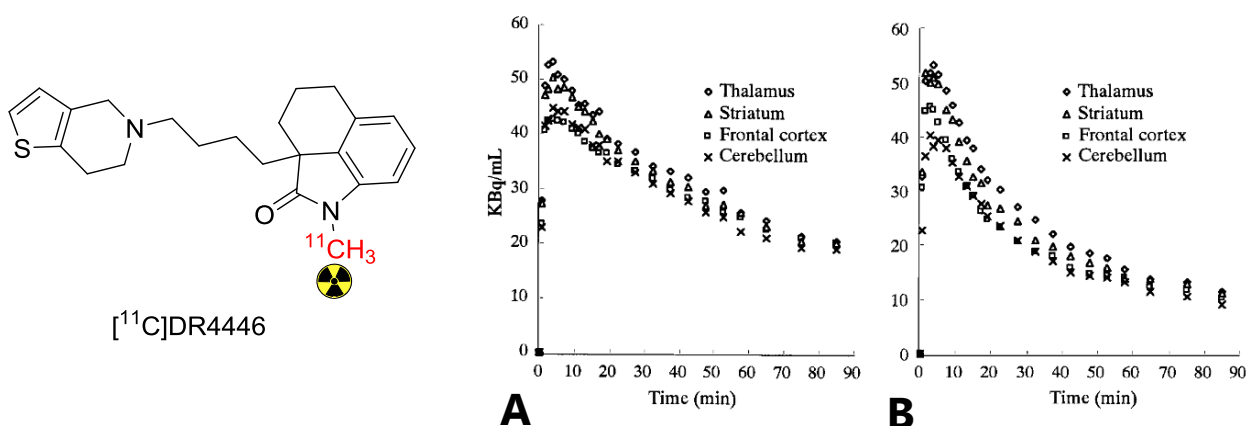 S
N
O
N
¹¹CH₃
[¹¹C]DR4446
A
KBq/mL
60
50
40
30
20
10
0
0 10 20 30 40 50 60 70 80 90
Time (min)
Thalamus
Striatum
Frontal cortex
Cerebellum
B
60
50
40
30
20
10
0
0 10 20 30 40 50 60 70 80 90
Time (min)
Thalamus
Striatum
Frontal cortex
Cerebellum